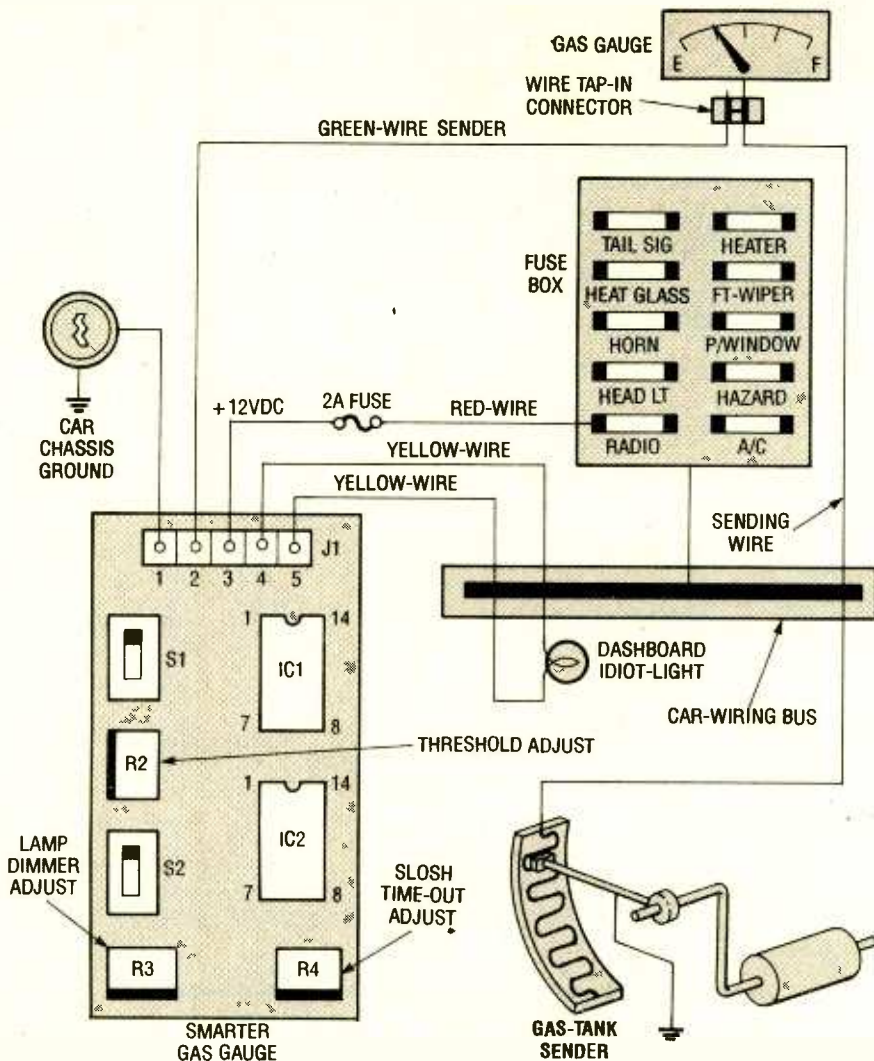 GAS GAUGE
E
F
WIRE TAP-IN
CONNECTOR
GREEN-WIRE SENDER
FUSE
BOX
TAIL SIG
HEATER
HEAT GLASS
FT-WIPER
HORN
P/WINDOW
HEAD LT
HAZARD
RADIO
A/C
CAR
CHASSIS
GROUND
+12VDC
2A FUSE
RED-WIRE
YELLOW-WIRE
YELLOW-WIRE
SENDING
WIRE
J1
1 2 3 4 5
S1
1 14
IC1
7 8
DASHBOARD
IDIOT-LIGHT
CAR-WIRING BUS
R2
THRESHOLD ADJUST
1 14
IC2
7 8
S2
LAMP
DIMMER
ADJUST
SLOSH
TIME-OUT
ADJUST
R3
R4
SMARTER
GAS GAUGE
GAS-TANK
SENDER